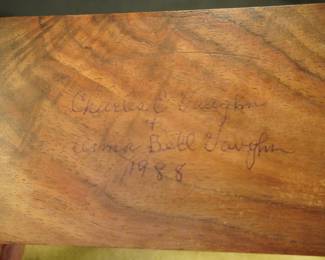 Charles E Vaughn
+
Bell Vaughn
1988